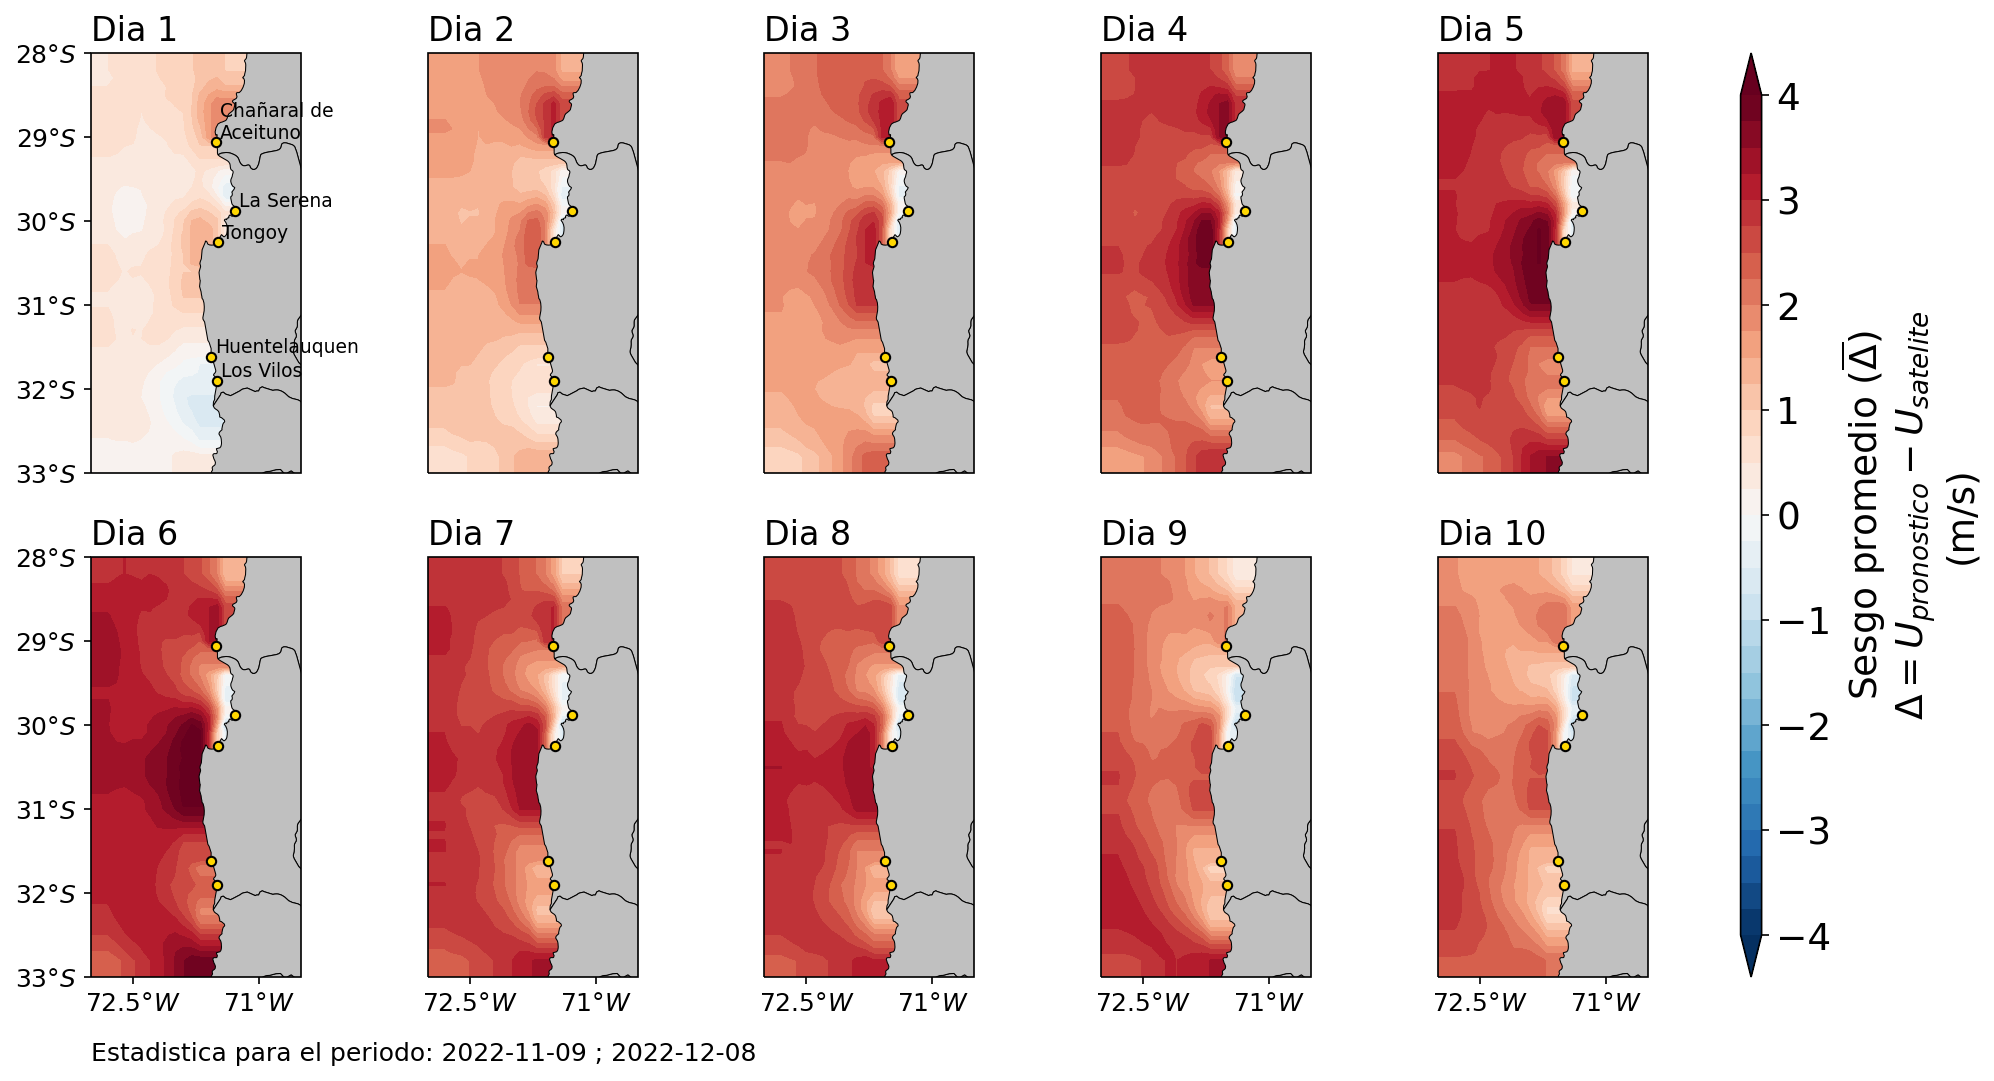 Dia 1
Dia 2
Dia 3
Dia 4
Dia 5
28°S
29°S
30°S
31°S
32°S
33°S
Chañaral de
Aceituno
La Serena
Tongoy
Huentelauquen
Los Vilos
Dia 6
Dia 7
Dia 8
Dia 9
Dia 10
28°S
29°S
30°S
31°S
32°S
33°S
72.5°W
71°W
72.5°W
71°W
72.5°W
71°W
72.5°W
71°W
72.5°W
71°W
4
3
2
1
0
−1
−2
−3
−4
Sesgo promedio (Δ̅)
Δ = U_pronostico − U_satelite
(m/s)
Estadistica para el periodo: 2022-11-09 ; 2022-12-08